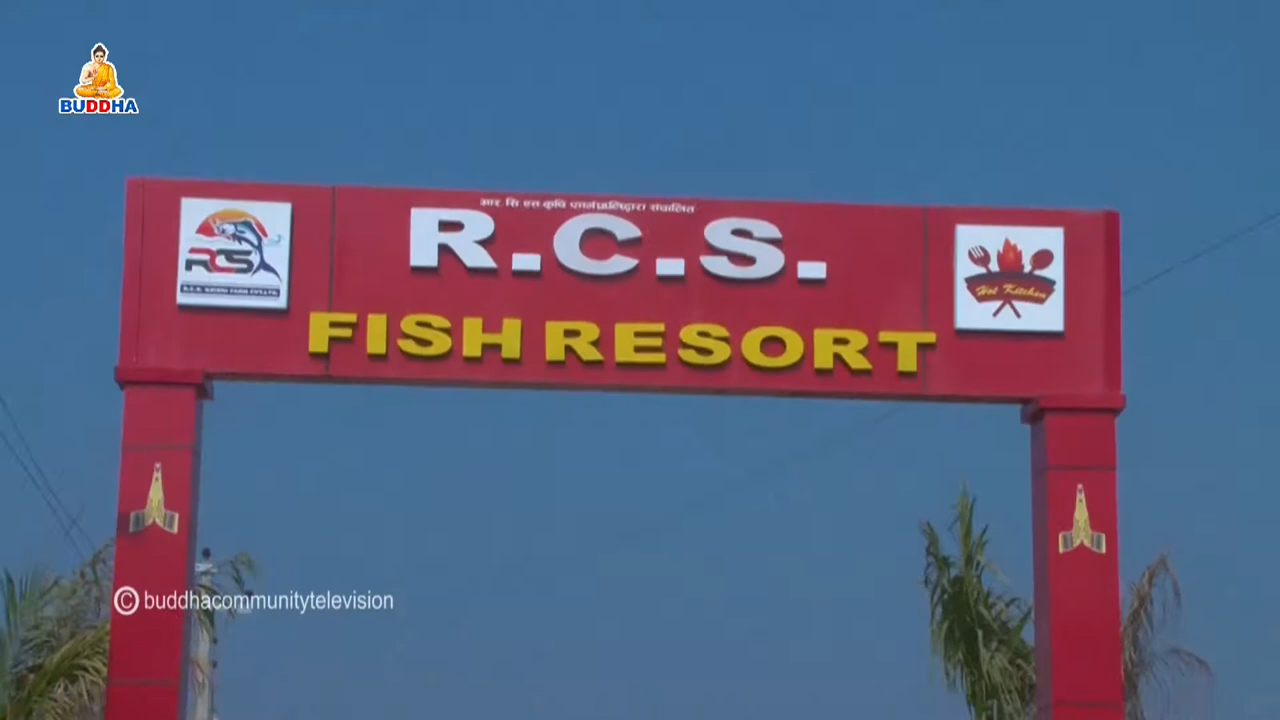 BUDDHA
आर सि एस कृषि फार्म प्रा.लि.द्वारा संचालित
R.C.S.
FISH RESORT
RCS
Hot Kitchen
© buddhacommunitytelevision